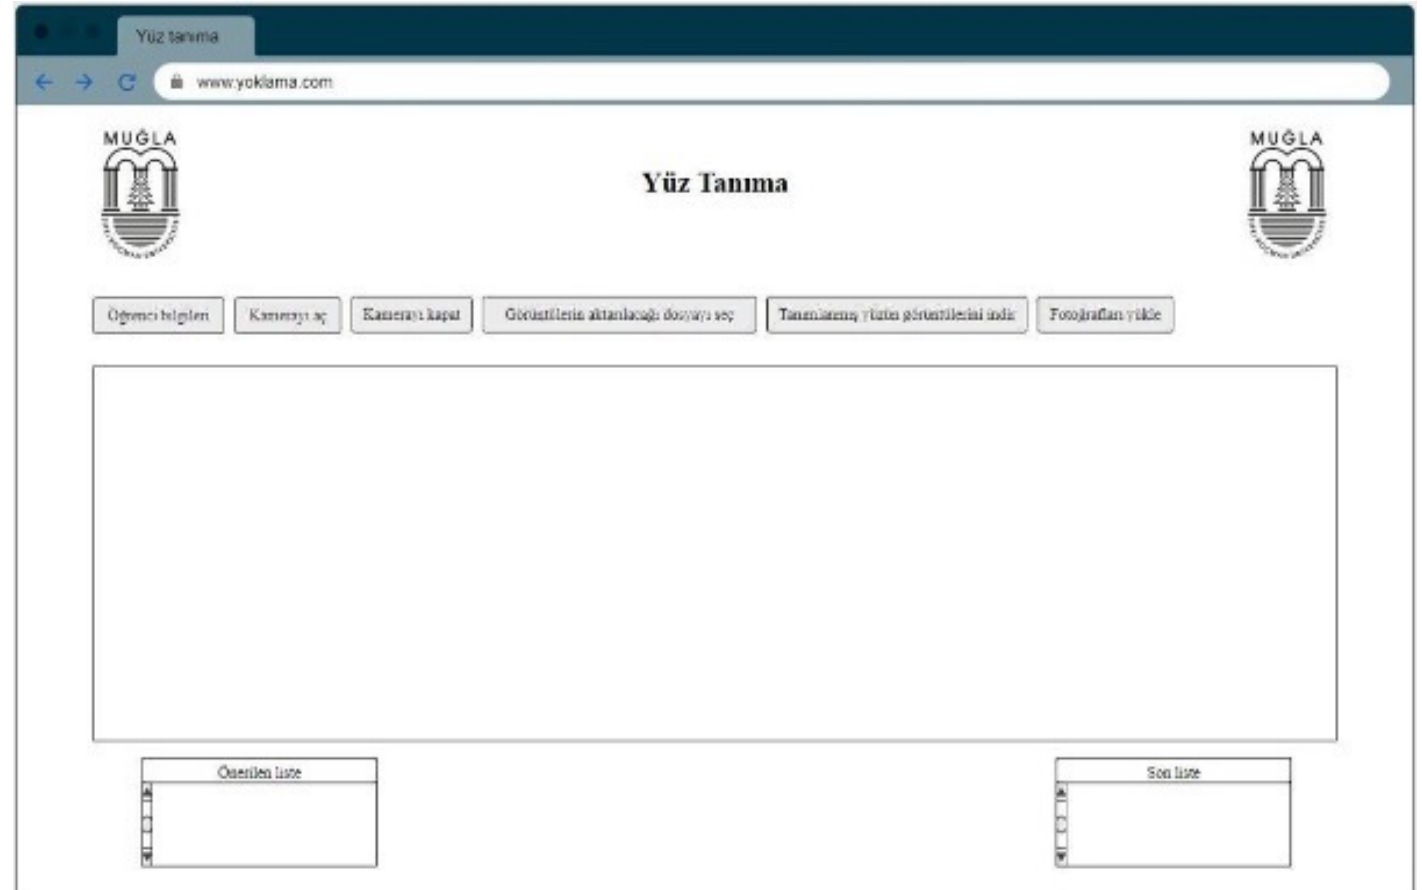 Yüz tanıma
www.yoklama.com
MUĞLA
MUĞLA
Yüz Tanıma
Öğrenci bilgileri
Kamerayı aç
Kamerayı kapat
Görüntülerin aktarılacağı dosyayı seç
Tanımlanmış yüzün görüntülerini indir
Fotoğrafları yükle
Önerilen liste
Son liste